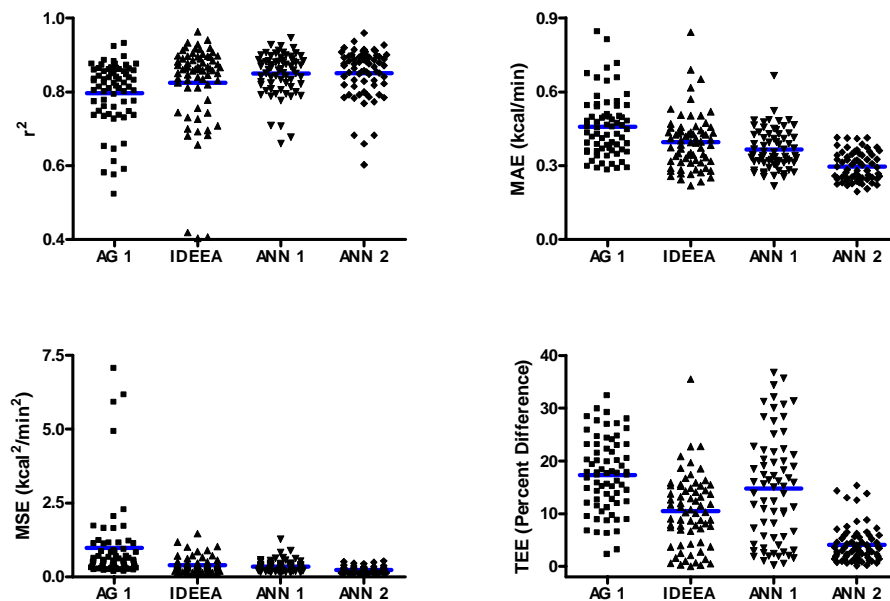 1.0
0.8
0.6
0.4
r²
AG 1 IDEEA ANN 1 ANN 2
0.9
0.6
0.3
0.0
MAE (kcal/min)
AG 1 IDEEA ANN 1 ANN 2
7.5
5.0
2.5
0.0
MSE (kcal²/min²)
AG 1 IDEEA ANN 1 ANN 2
40
30
20
10
0
TEE (Percent Difference)
AG 1 IDEEA ANN 1 ANN 2